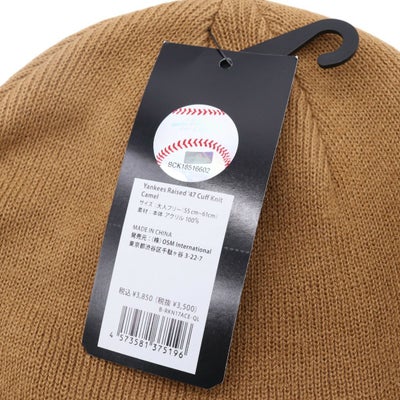 BCK18516602
Yankees Raised '47 Cuff Knit
Camel
サイズ：大人フリー(55cm~61cm)
素材：本体 アクリル 100%
MADE IN CHINA
発売元：(株) OSM International
東京都渋谷区千駄ヶ谷 3-22-7
税込 ¥3,850 (税抜 ¥3,500)
B-RKN17ACE-QL
4 573581 375196